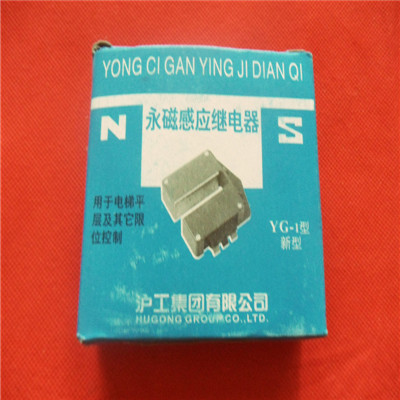 YONG CI GAN YING JI DIAN QI
N
永磁感应继电器
S
用于电梯平
层及其它限
位控制
YG-1型
新型
沪工集团有限公司
HUGONG GROUP CO.,LTD.